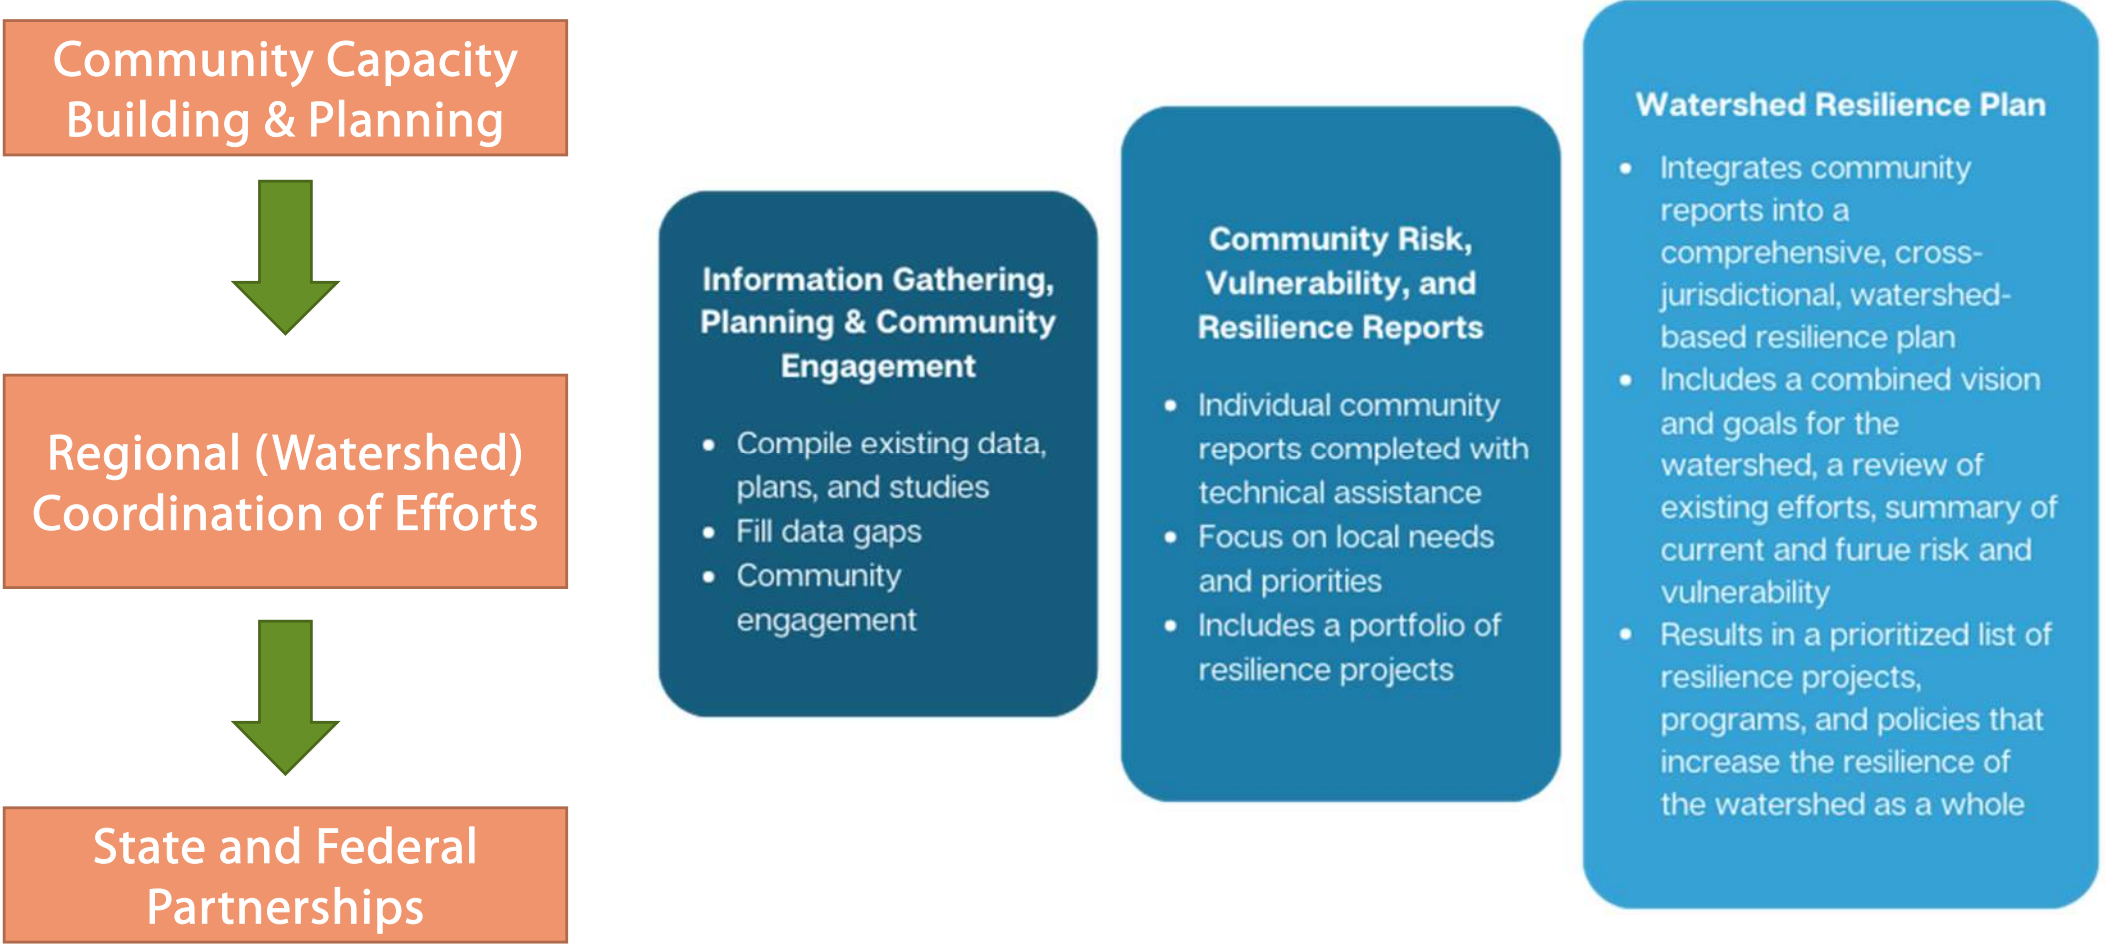 Community Capacity
Building & Planning
Regional (Watershed)
Coordination of Efforts
State and Federal
Partnerships
Information Gathering,
Planning & Community
Engagement
• Compile existing data,
plans, and studies
• Fill data gaps
• Community
engagement
Community Risk,
Vulnerability, and
Resilience Reports
• Individual community
reports completed with
technical assistance
• Focus on local needs
and priorities
• Includes a portfolio of
resilience projects
Watershed Resilience Plan
• Integrates community
reports into a
comprehensive, cross-
jurisdictional, watershed-
based resilience plan
• Includes a combined vision
and goals for the
watershed, a review of
existing efforts, summary of
current and furue risk and
vulnerability
• Results in a prioritized list of
resilience projects,
programs, and policies that
increase the resilience of
the watershed as a whole